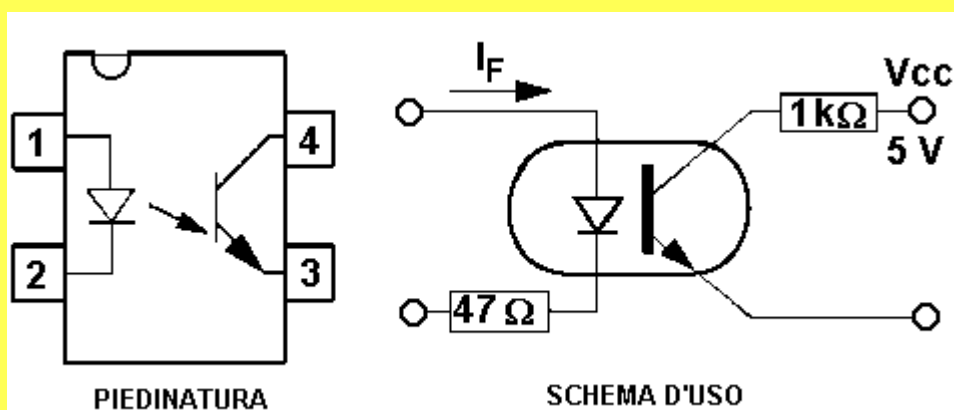 1
2
4
3
PIEDINATURA
I_F
Vcc
1kΩ
5 V
47 Ω
SCHEMA D'USO